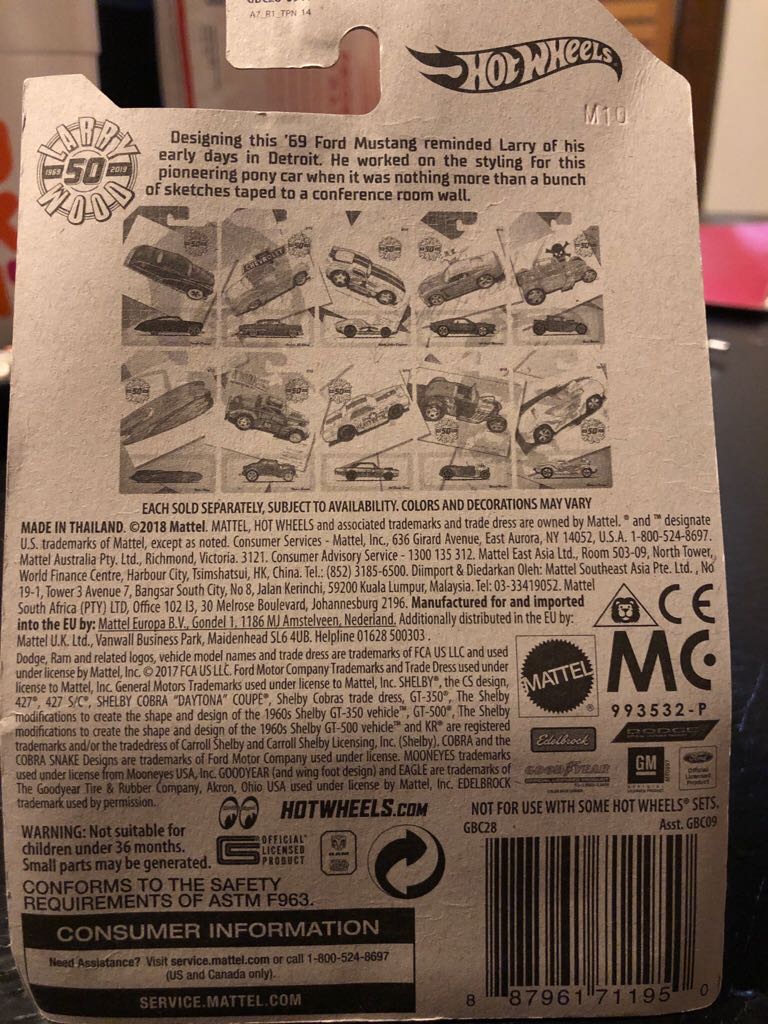 A7_R1_TPN 14
HOT WHEELS
M10
LARRY
1969 50 2019
WOOD
Designing this '69 Ford Mustang reminded Larry of his
early days in Detroit. He worked on the styling for this
pioneering pony car when it was nothing more than a bunch
of sketches taped to a conference room wall.
EACH SOLD SEPARATELY, SUBJECT TO AVAILABILITY. COLORS AND DECORATIONS MAY VARY
MADE IN THAILAND. ©2018 Mattel. MATTEL, HOT WHEELS and associated trademarks and trade dress are owned by Mattel. ® and ™ designate
U.S. trademarks of Mattel, except as noted. Consumer Services - Mattel, Inc., 636 Girard Avenue, East Aurora, NY 14052, U.S.A. 1-800-524-8697.
Mattel Australia Pty. Ltd., Richmond, Victoria. 3121. Consumer Advisory Service - 1300 135 312. Mattel East Asia Ltd., Room 503-09, North Tower,
World Finance Centre, Harbour City, Tsimshatsui, HK, China. Tel.: (852) 3185-6500. Diimport & Diedarkan Oleh: Mattel Southeast Asia Pte. Ltd. , No
19-1, Tower 3 Avenue 7, Bangsar South City, No 8, Jalan Kerinchi, 59200 Kuala Lumpur, Malaysia. Tel: 03-33419052. Mattel
South Africa (PTY) LTD, Office 102 I3, 30 Melrose Boulevard, Johannesburg 2196. Manufactured for and imported
into the EU by: Mattel Europa B.V., Gondel 1, 1186 MJ Amstelveen, Nederland. Additionally distributed in the EU by:
Mattel U.K. Ltd., Vanwall Business Park, Maidenhead SL6 4UB. Helpline 01628 500303 .
CE
Dodge, Ram and related logos, vehicle model names and trade dress are trademarks of FCA US LLC and used
under license by Mattel, Inc. © 2017 FCA US LLC. Ford Motor Company Trademarks and Trade Dress used under
license to Mattel, Inc. General Motors Trademarks used under license to Mattel, Inc. SHELBY®, the CS design,
427®, 427 S/C®, SHELBY COBRA "DAYTONA" COUPE®, Shelby Cobras trade dress, GT-350®, The Shelby
modifications to create the shape and design of the 1960s Shelby GT-350 vehicle™, GT-500®, The Shelby
modifications to create the shape and design of the 1960s Shelby GT-500 vehicle™ and KR® are registered
trademarks and/or the tradedress of Carroll Shelby and Carroll Shelby Licensing, Inc. (Shelby). COBRA and the
COBRA SNAKE Designs are trademarks of Ford Motor Company used under license. MOONEYES trademarks
used under license from Mooneyes USA, Inc. GOODYEAR (and wing foot design) and EAGLE are trademarks of
The Goodyear Tire & Rubber Company, Akron, Ohio USA used under license by Mattel, Inc. EDELBROCK
trademark used by permission.
MATTEL
®
MC
993532-P
Edelbrock
DODGE
GOODYEAR
GM
Ford
Official
Licensed
Product
HOTWHEELS.COM
NOT FOR USE WITH SOME HOT WHEELS® SETS.
GBC28
Asst. GBC09
WARNING: Not suitable for
children under 36 months.
Small parts may be generated.
OFFICIAL
LICENSED
PRODUCT
RAM
CONFORMS TO THE SAFETY
REQUIREMENTS OF ASTM F963.
CONSUMER INFORMATION
Need Assistance? Visit service.mattel.com or call 1-800-524-8697
(US and Canada only).
SERVICE.MATTEL.COM
8 87961 71195 0